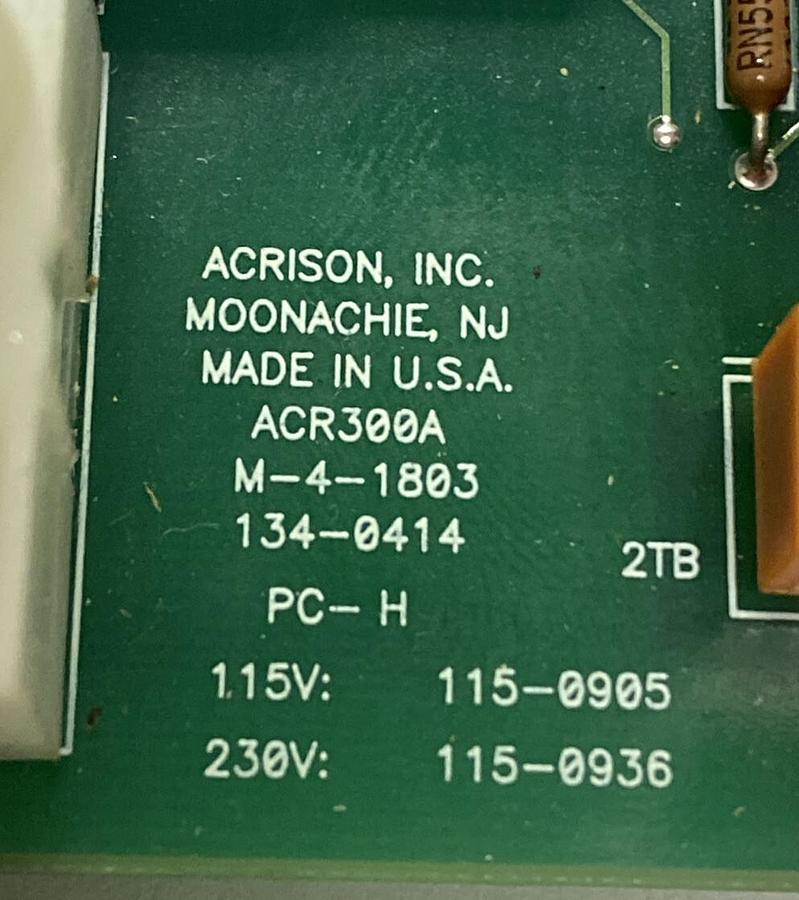 RN55
ACRISON, INC.
MOONACHIE, NJ
MADE IN U.S.A.
ACR300A
M-4-1803
134-0414
2TB
PC- H
115V: 115-0905
230V: 115-0936